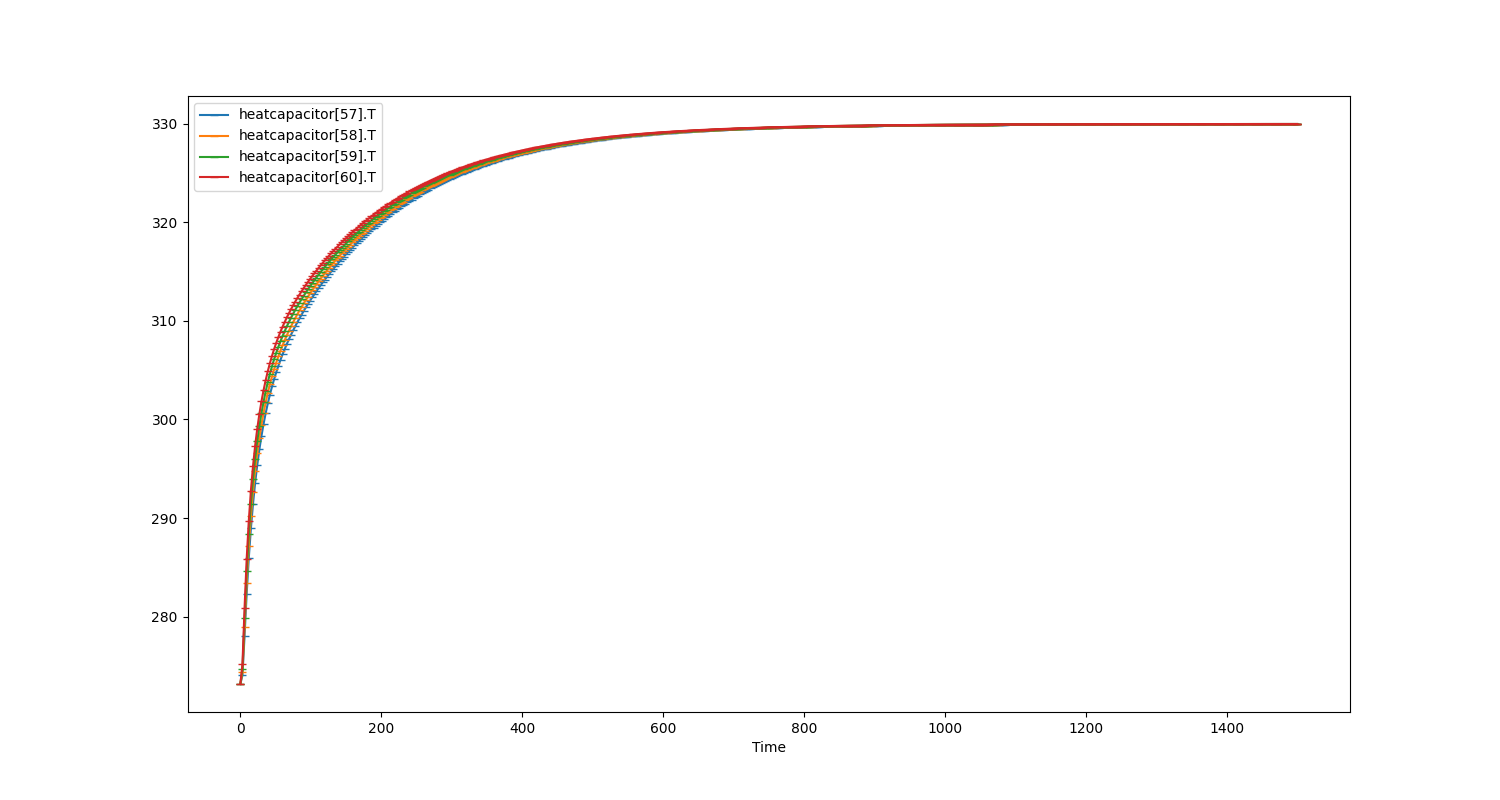 heatcapacitor[57].T
heatcapacitor[58].T
heatcapacitor[59].T
heatcapacitor[60].T
330
320
310
300
290
280
0 200 400 600 800 1000 1200 1400
Time